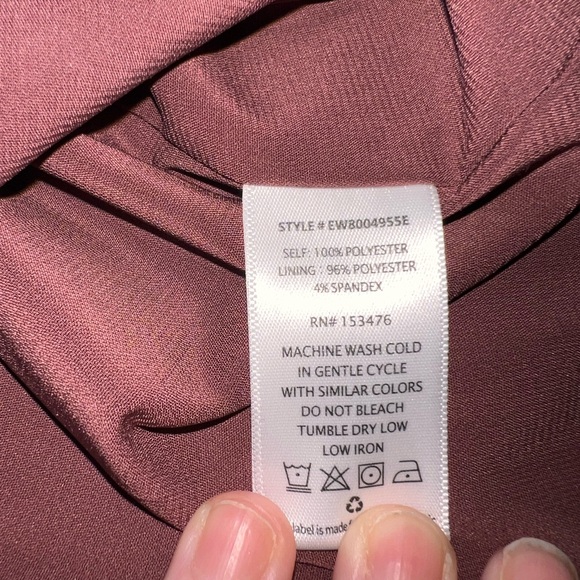 STYLE # EW8004955E
SELF: 100% POLYESTER
LINING : 96% POLYESTER
4% SPANDEX
RN# 153476
MACHINE WASH COLD
IN GENTLE CYCLE
WITH SIMILAR COLORS
DO NOT BLEACH
TUMBLE DRY LOW
LOW IRON
label is made